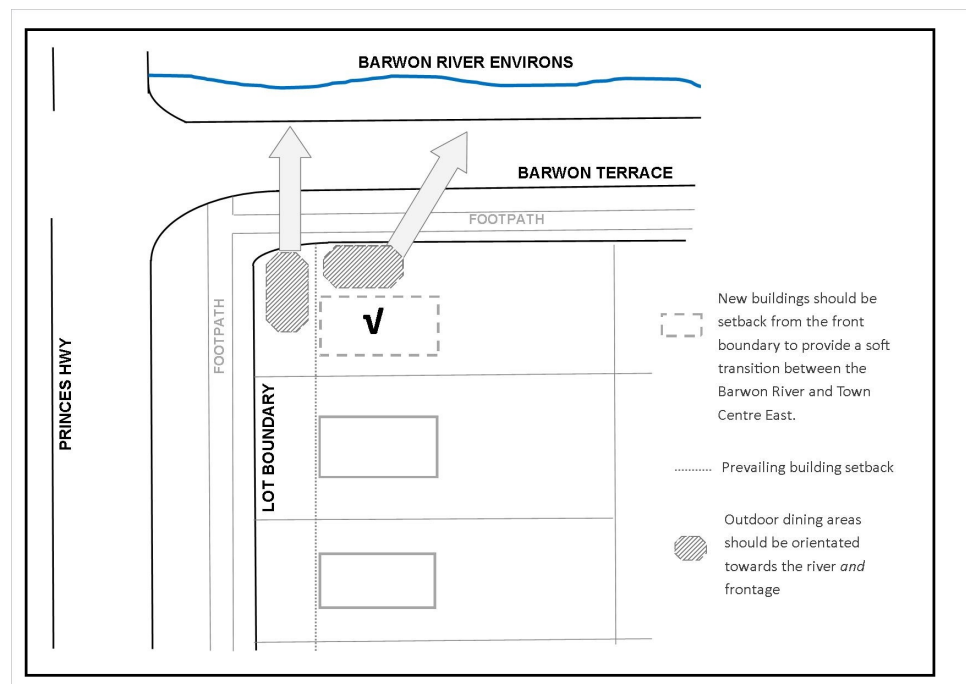 BARWON RIVER ENVIRONS
BARWON TERRACE
FOOTPATH
FOOTPATH
PRINCES HWY
LOT BOUNDARY
√
New buildings should be
setback from the front
boundary to provide a soft
transition between the
Barwon River and Town
Centre East.
Prevailing building setback
Outdoor dining areas
should be orientated
towards the river and
frontage